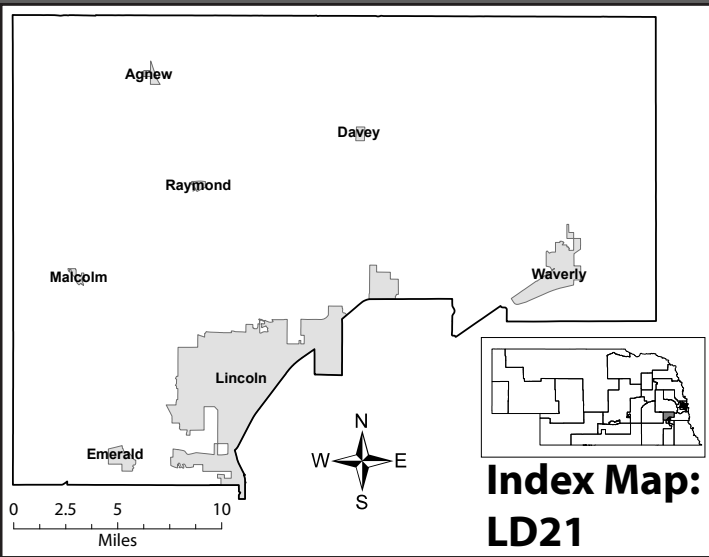 Agnew
Davey
Raymond
Malcolm
Waverly
Lincoln
Emerald
N
W E
S
0 2.5 5 10
Miles
Index Map:
LD21